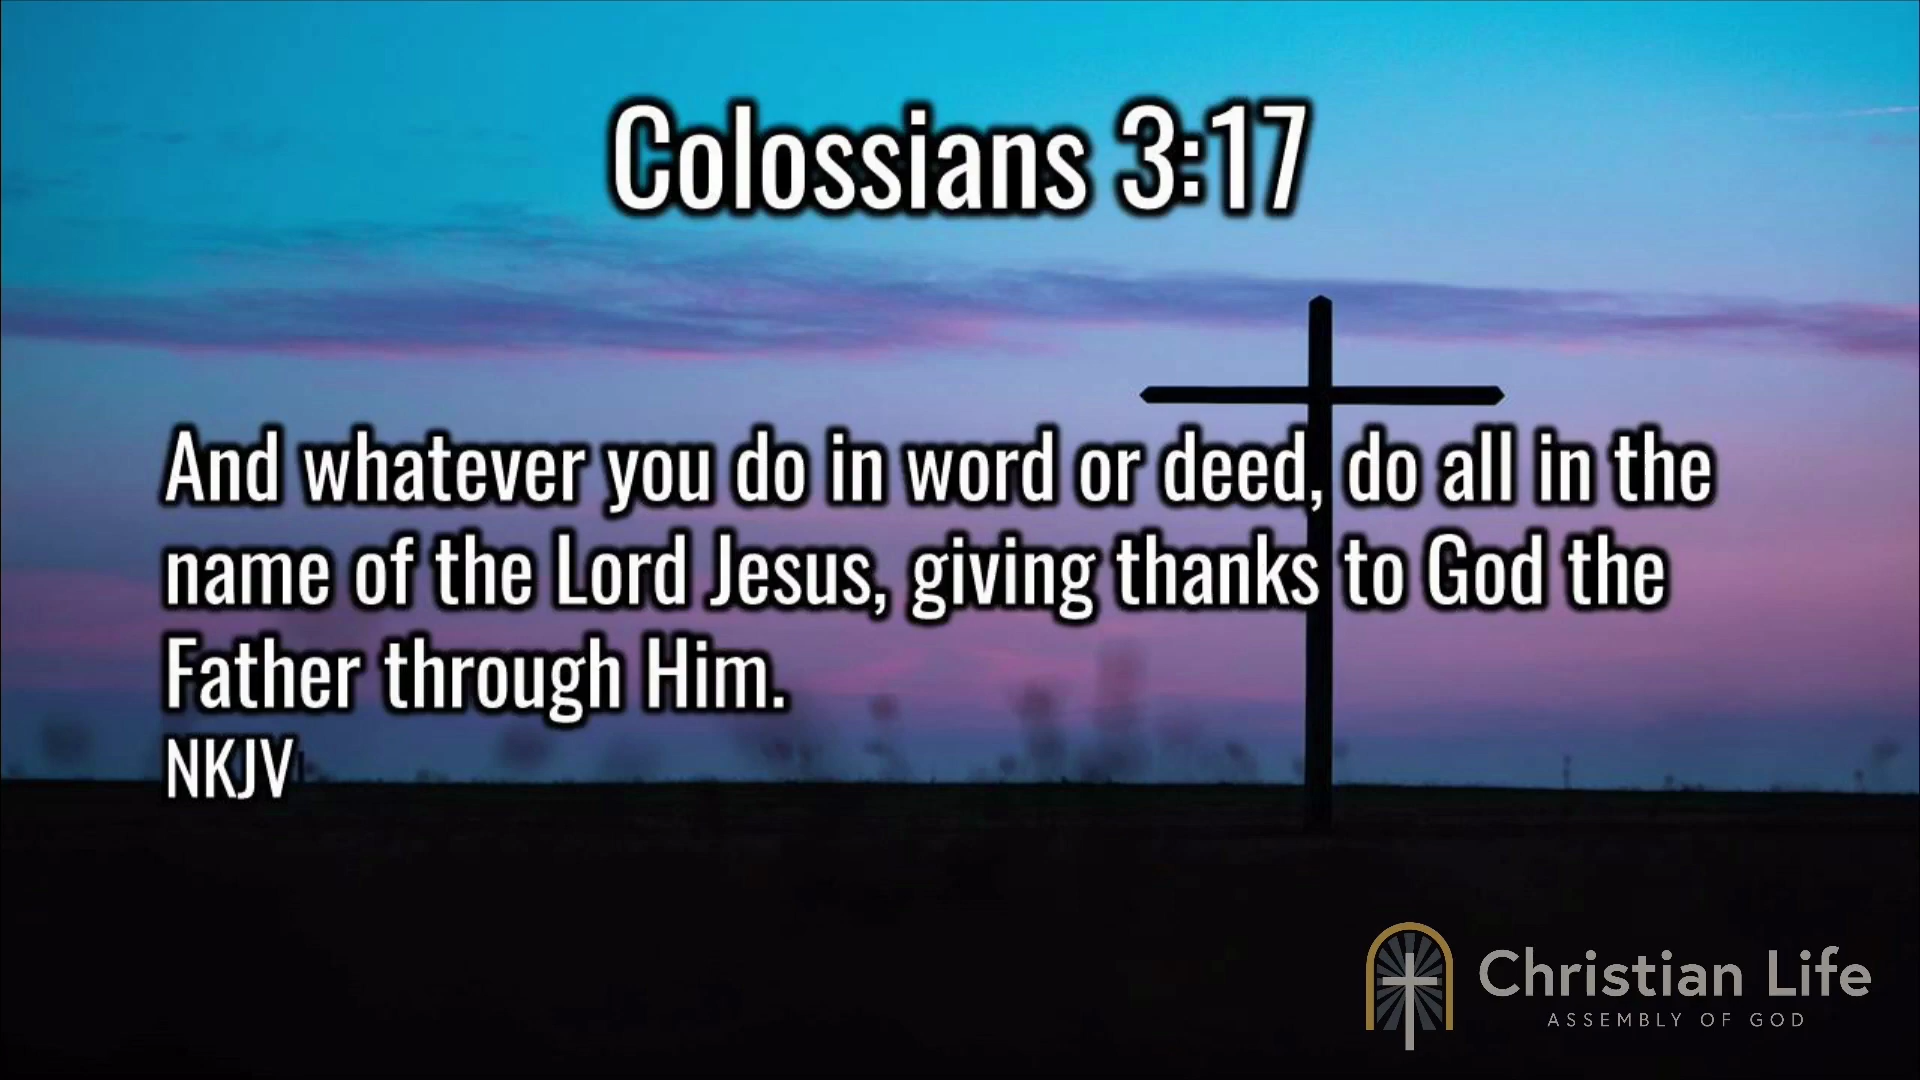 Colossians 3:17
And whatever you do in word or deed, do all in the
name of the Lord Jesus, giving thanks to God the
Father through Him.
NKJV
Christian Life
ASSEMBLY OF GOD